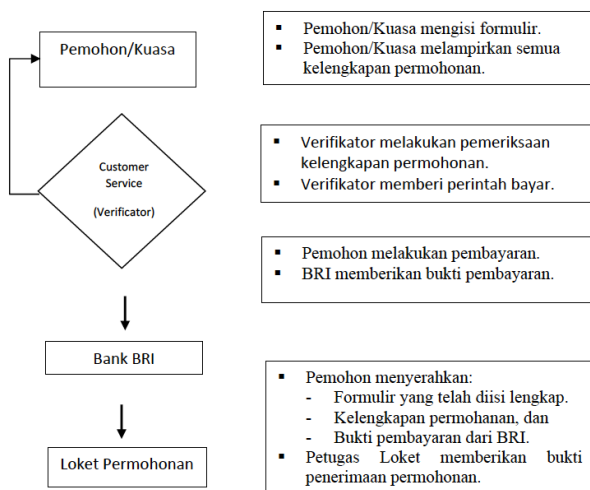 Pemohon/Kuasa
▪ Pemohon/Kuasa mengisi formulir.
▪ Pemohon/Kuasa melampirkan semua
kelengkapan permohonan.
Customer
Service
(Verificator)
▪ Verifikator melakukan pemeriksaan
kelengkapan permohonan.
▪ Verifikator memberi perintah bayar.
▪ Pemohon melakukan pembayaran.
▪ BRI memberikan bukti pembayaran.
Bank BRI
▪ Pemohon menyerahkan:
- Formulir yang telah diisi lengkap.
- Kelengkapan permohanan, dan
- Bukti pembayaran dari BRI.
▪ Petugas Loket memberikan bukti
penerimaan permohonan.
Loket Permohonan